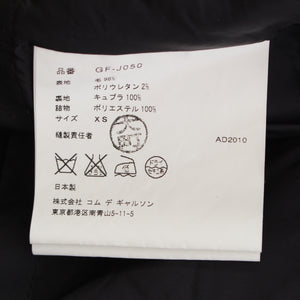 品番 GF-J050
表地 毛 98%
ポリウレタン 2%
裏地 キュプラ 100%
詰物 ポリエステル 100%
サイズ XS
縫製責任者
AD2010
日本製
株式会社 コム デ ギャルソン
東京都港区南青山5-11-5